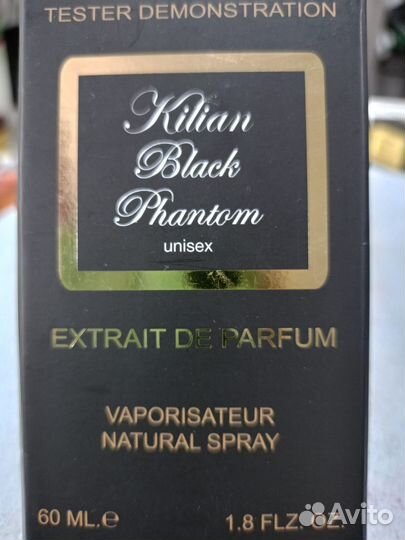 TESTER DEMONSTRATION
Kilian
Black
Phantom
unisex
EXTRAIT DE PARFUM
VAPORISATEUR
NATURAL SPRAY
60 ML.e 1.8 FLZ. OZ.
Avito